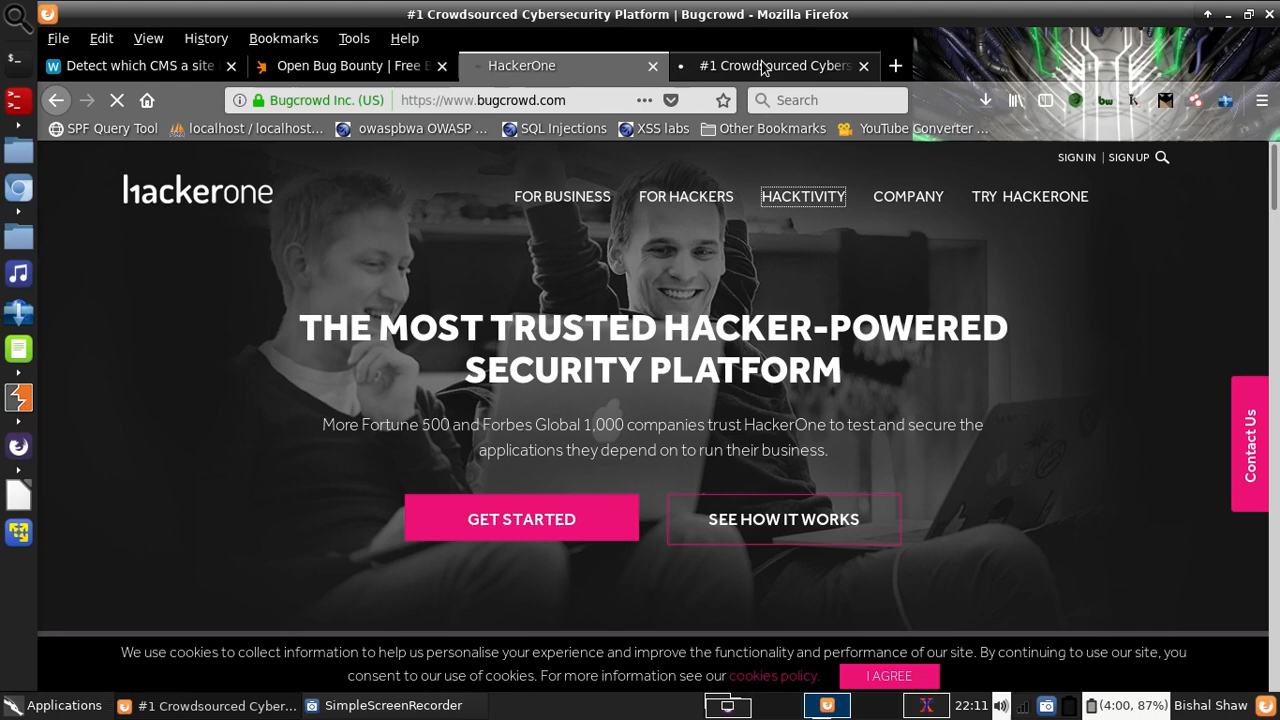 #1 Crowdsourced Cybersecurity Platform | Bugcrowd - Mozilla Firefox
File Edit View History Bookmarks Tools Help
Detect which CMS a site
Open Bug Bounty | Free
HackerOne
#1 Crowdsourced Cybers
Bugcrowd Inc. (US)
https://www.bugcrowd.com
Search
SPF Query Tool
localhost / localhost...
owaspbwa OWASP ...
SQL Injections
XSS labs
Other Bookmarks
YouTube Converter ...
SIGN IN | SIGN UP
hackerone
FOR BUSINESS FOR HACKERS HACKTIVITY COMPANY TRY HACKERONE
THE MOST TRUSTED HACKER-POWERED
SECURITY PLATFORM
More Fortune 500 and Forbes Global 1,000 companies trust HackerOne to test and secure the
applications they depend on to run their business.
GET STARTED
SEE HOW IT WORKS
Contact Us
We use cookies to collect information to help us personalise your experience and improve the functionality and performance of our site. By continuing to use our site, you
consent to our use of cookies. For more information see our cookies policy.
I AGREE
Applications
#1 Crowdsourced Cyber...
SimpleScreenRecorder
22:11
(4:00, 87%)
Bishal Shaw